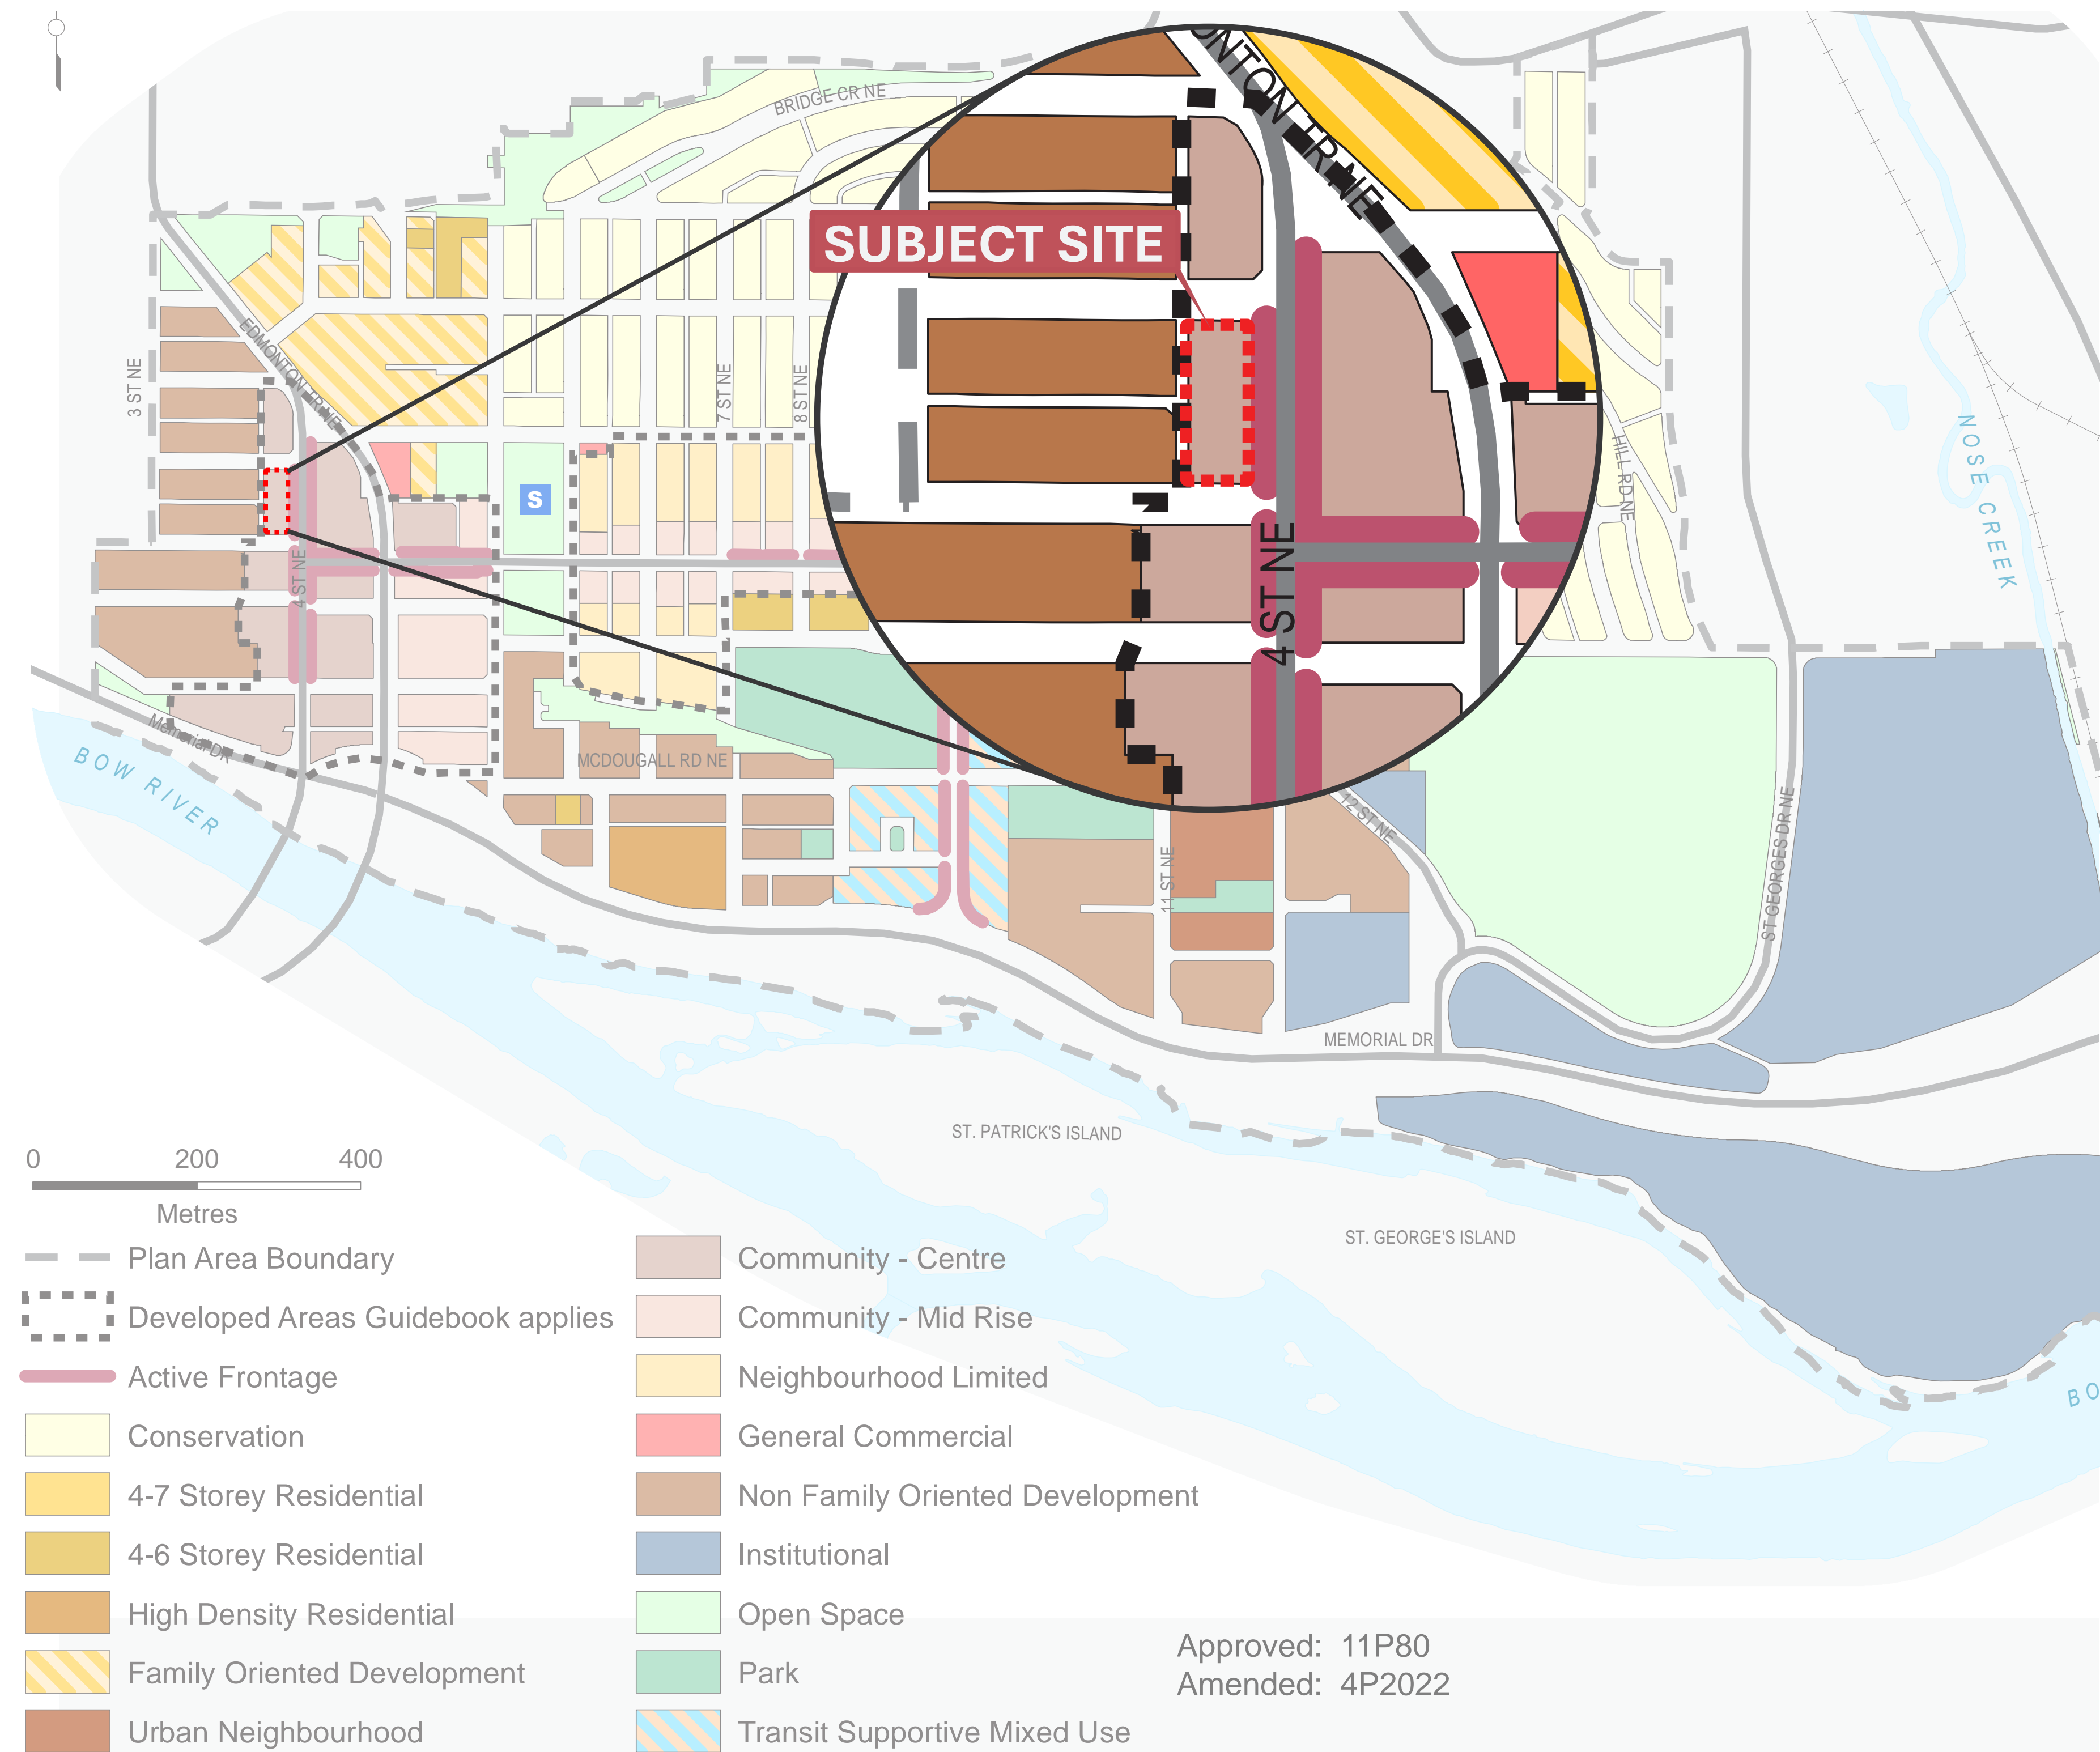 BRIDGE CR NE
ONTON TR NE
SUBJECT SITE
EDMONTON TR NE
3 ST NE
7 ST NE
8 ST NE
HILL RD NE
NOSE CREEK
S
4 ST NE
4 ST NE
Memorial DR
BOW RIVER
MCDOUGALL RD NE
12 ST NE
11 ST NE
ST GEORGES DR NE
MEMORIAL DR
ST. PATRICK'S ISLAND
ST. GEORGE'S ISLAND
BO
0 200 400
Metres
Plan Area Boundary
Developed Areas Guidebook applies
Active Frontage
Conservation
4-7 Storey Residential
4-6 Storey Residential
High Density Residential
Family Oriented Development
Urban Neighbourhood
Community - Centre
Community - Mid Rise
Neighbourhood Limited
General Commercial
Non Family Oriented Development
Institutional
Open Space
Park
Transit Supportive Mixed Use
Approved: 11P80
Amended: 4P2022